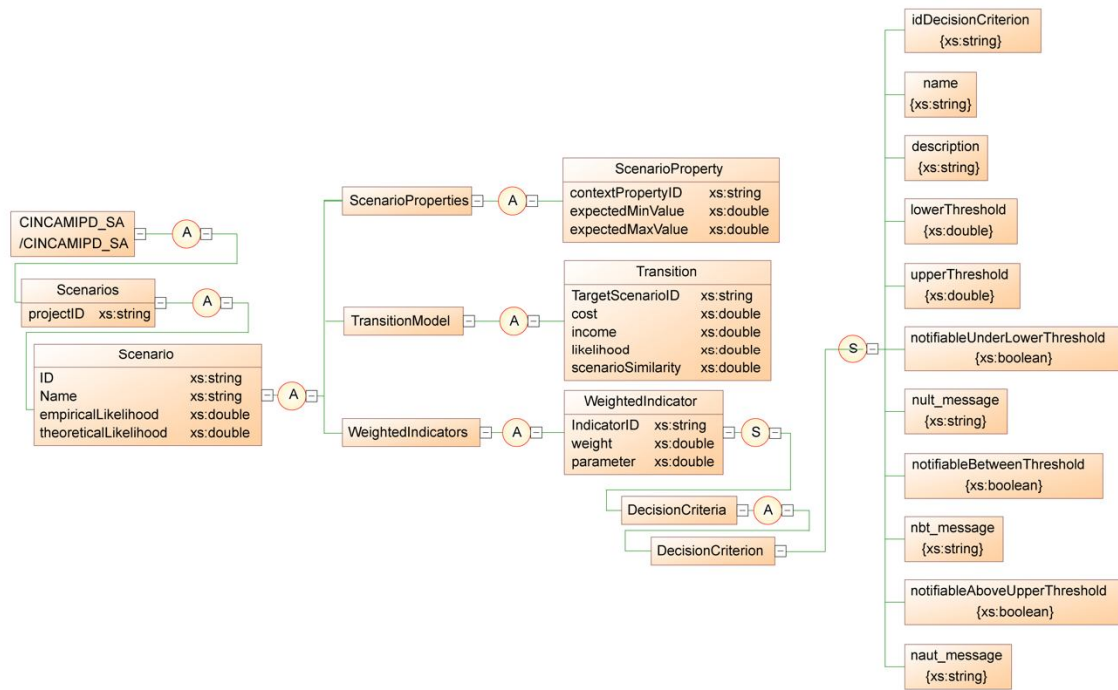 CINCAMIPD_SA
/CINCAMIPD_SA
A
Scenarios
projectID xs:string
A
Scenario
ID xs:string
Name xs:string
empiricalLikelihood xs:double
theoreticalLikelihood xs:double
A
ScenarioProperties
A
ScenarioProperty
contextPropertyID xs:string
expectedMinValue xs:double
expectedMaxValue xs:double
TransitionModel
A
Transition
TargetScenarioID xs:string
cost xs:double
income xs:double
likelihood xs:double
scenarioSimilarity xs:double
WeightedIndicators
A
WeightedIndicator
IndicatorID xs:string
weight xs:double
parameter xs:double
S
DecisionCriteria
A
DecisionCriterion
S
idDecisionCriterion
{xs:string}
name
{xs:string}
description
{xs:string}
lowerThreshold
{xs:double}
upperThreshold
{xs:double}
notifiableUnderLowerThreshold
{xs:boolean}
nult_message
{xs:string}
notifiableBetweenThreshold
{xs:boolean}
nbt_message
{xs:string}
notifiableAboveUpperThreshold
{xs:boolean}
naut_message
{xs:string}